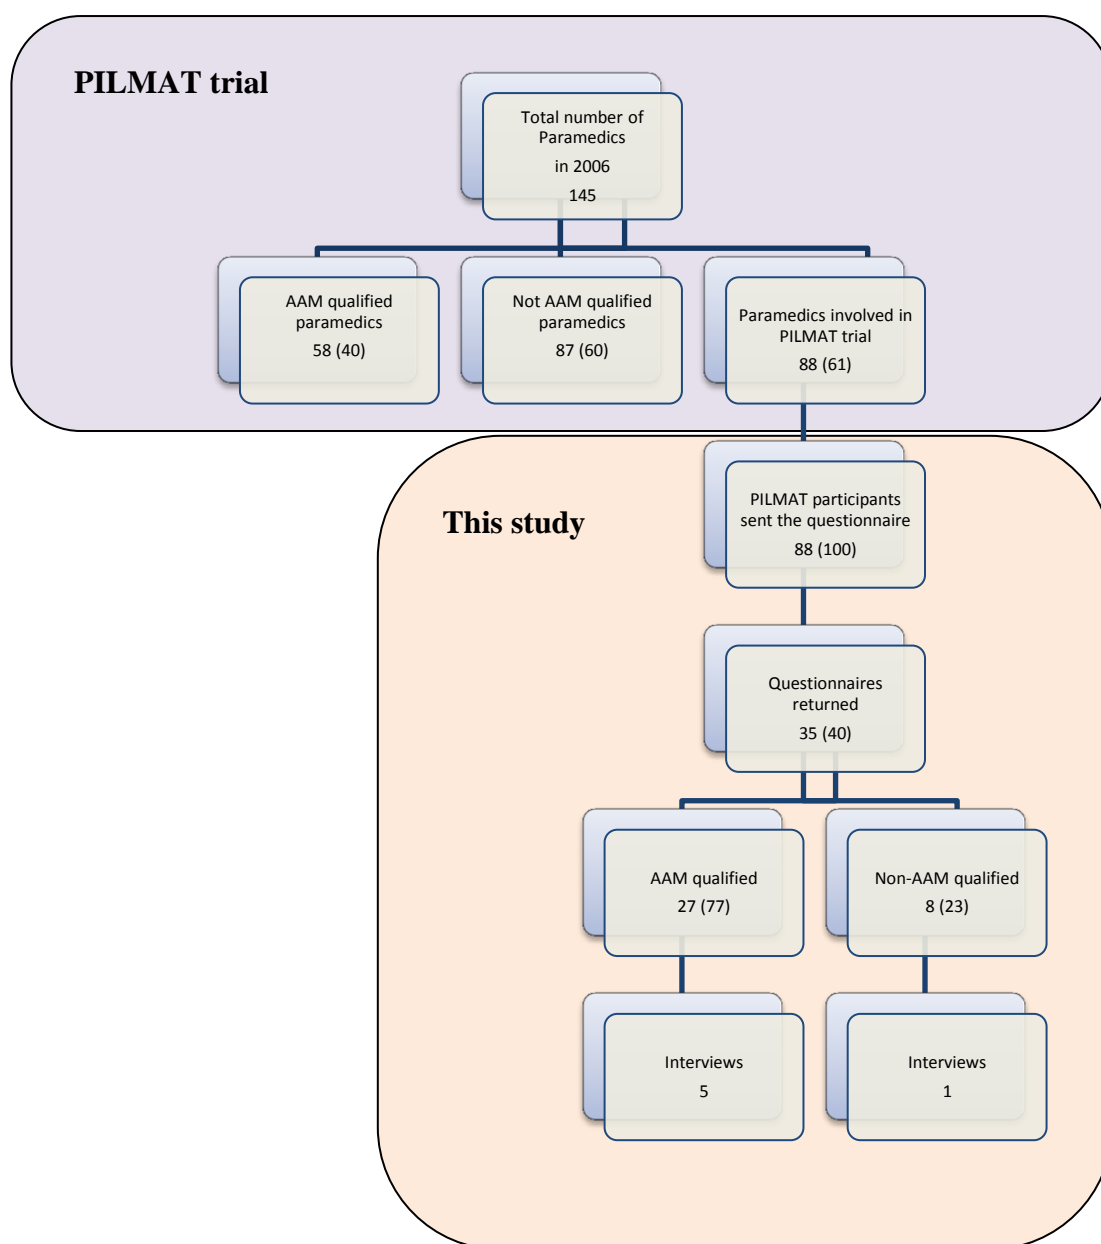 PILMAT trial
Total number of
Paramedics
in 2006
145
AAM qualified
paramedics
58 (40)
Not AAM qualified
paramedics
87 (60)
Paramedics involved in
PILMAT trial
88 (61)
This study
PILMAT participants
sent the questionnaire
88 (100)
Questionnaires
returned
35 (40)
AAM qualified
27 (77)
Non-AAM qualified
8 (23)
Interviews
5
Interviews
1